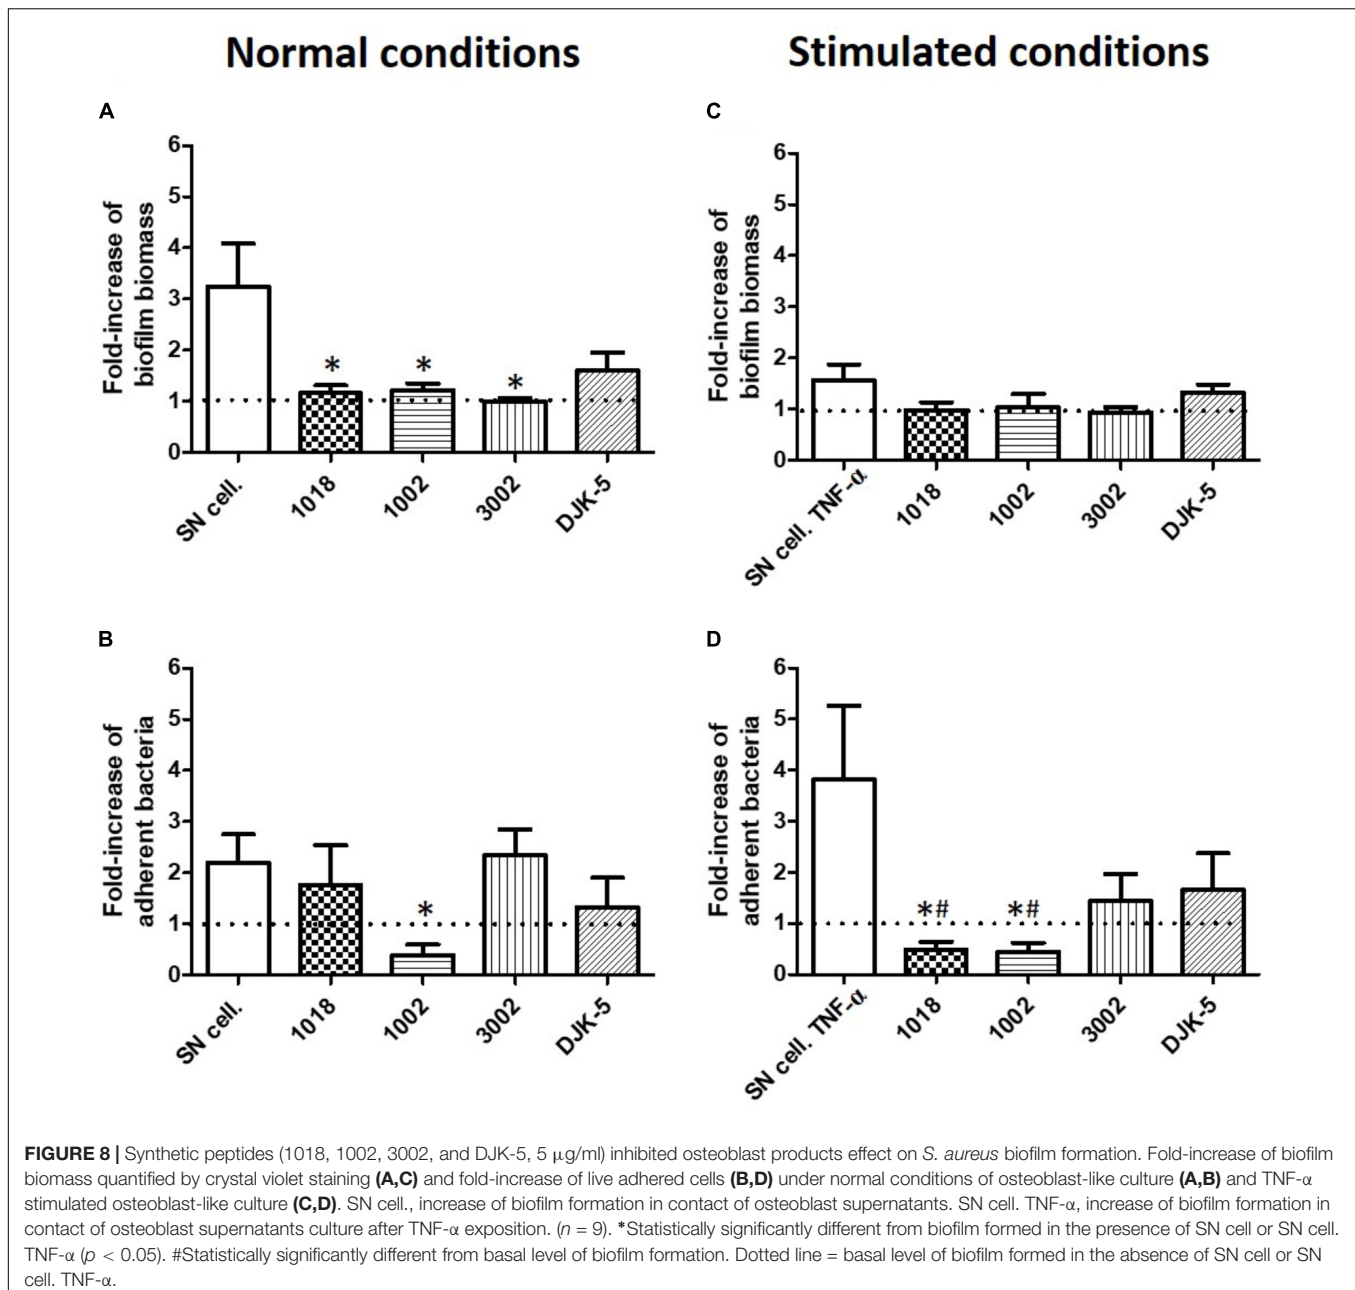 Normal conditions
Stimulated conditions
A
6
5
4
3
2
1
0
Fold-increase of
biofilm biomass
*
*
*
SN cell.
1018
1002
3002
DJK-5
C
6
5
4
3
2
1
0
Fold-increase of
biofilm biomass
SN cell. TNF-α
1018
1002
3002
DJK-5
B
6
5
4
3
2
1
0
Fold-increase of
adherent bacteria
*
SN cell.
1018
1002
3002
DJK-5
D
6
5
4
3
2
1
0
Fold-increase of
adherent bacteria
*#
*#
SN cell. TNF-α
1018
1002
3002
DJK-5
FIGURE 8 | Synthetic peptides (1018, 1002, 3002, and DJK-5, 5 μg/ml) inhibited osteoblast products effect on S. aureus biofilm formation. Fold-increase of biofilm
biomass quantified by crystal violet staining (A,C) and fold-increase of live adhered cells (B,D) under normal conditions of osteoblast-like culture (A,B) and TNF-α
stimulated osteoblast-like culture (C,D). SN cell., increase of biofilm formation in contact of osteoblast supernatants. SN cell. TNF-α, increase of biofilm formation in
contact of osteoblast supernatants culture after TNF-α exposition. (n = 9). *Statistically significantly different from biofilm formed in the presence of SN cell or SN cell.
TNF-α (p < 0.05). #Statistically significantly different from basal level of biofilm formation. Dotted line = basal level of biofilm formed in the absence of SN cell or SN
cell. TNF-α.